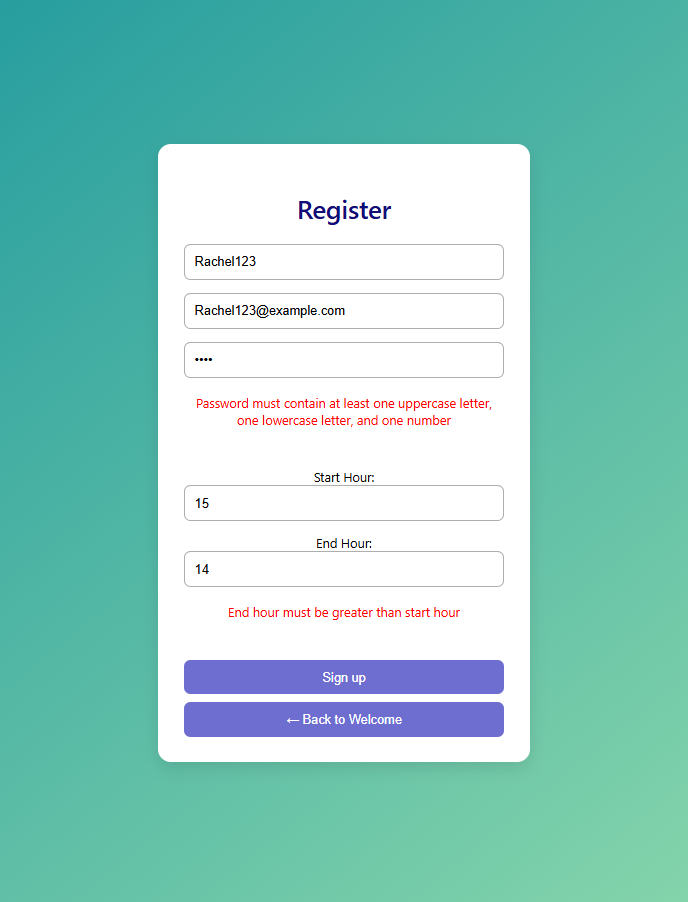 Register
Rachel123
Rachel123@example.com
••••
Password must contain at least one uppercase letter,
one lowercase letter, and one number
Start Hour:
15
End Hour:
14
End hour must be greater than start hour
Sign up
← Back to Welcome